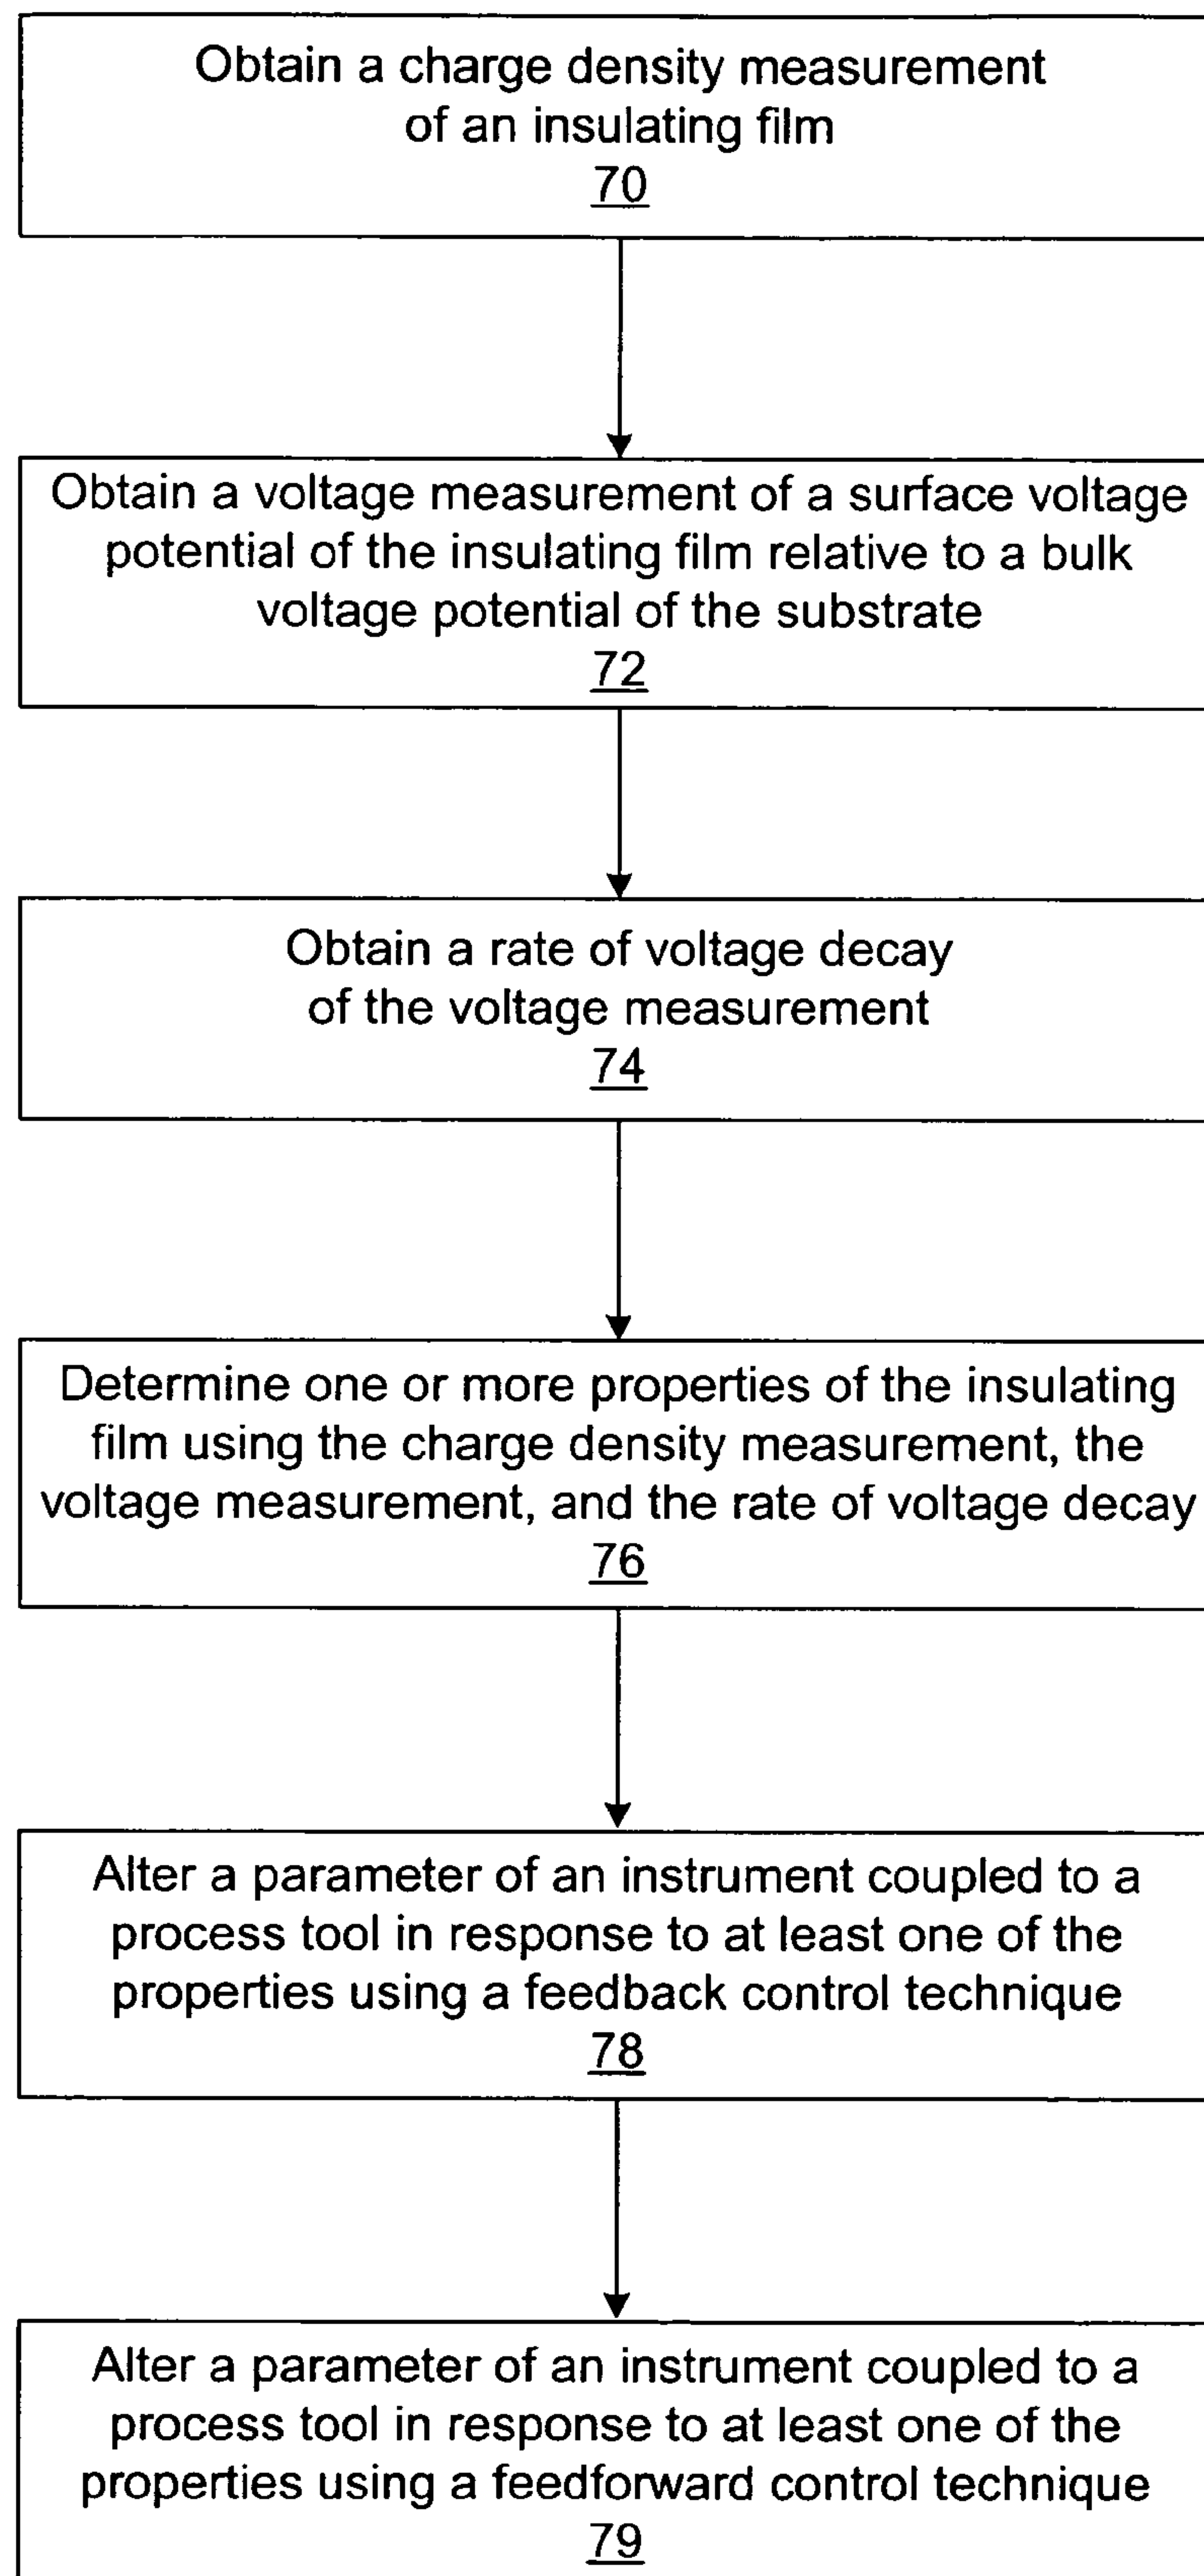 Obtain a charge density measurement
of an insulating film
70
Obtain a voltage measurement of a surface voltage
potential of the insulating film relative to a bulk
voltage potential of the substrate
72
Obtain a rate of voltage decay
of the voltage measurement
74
Determine one or more properties of the insulating
film using the charge density measurement, the
voltage measurement, and the rate of voltage decay
76
Alter a parameter of an instrument coupled to a
process tool in response to at least one of the
properties using a feedback control technique
78
Alter a parameter of an instrument coupled to a
process tool in response to at least one of the
properties using a feedforward control technique
79